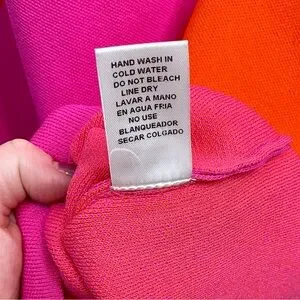 HAND WASH IN
COLD WATER
DO NOT BLEACH
LINE DRY
LAVAR A MANO
EN AGUA FRIA
NO USE
BLANQUEADOR
SECAR COLGADO